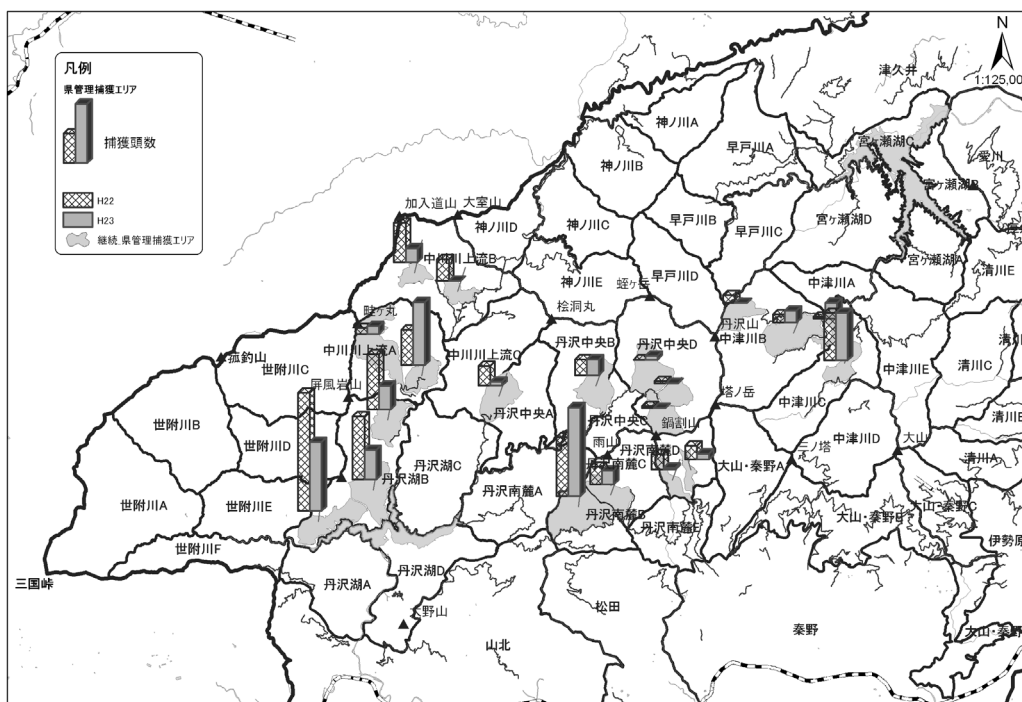 凡例
県管理捕獲エリア
捕獲頭数
H22
H23
継続_県管理捕獲エリア
N
1:125,00
津久井
神ノ川A
早戸川A
宮ヶ瀬湖C
愛川
神ノ川B
宮ヶ瀬湖B
加入道山
大室山
神ノ川D
神ノ川C
早戸川B
早戸川C
宮ヶ瀬湖D
中川川上流B
宮ヶ瀬湖A
清川E
神ノ川E
蛭ヶ岳
早戸川D
中津川A
畦ヶ丸
桧洞丸
丹沢山
中津川B
菰釣山
世附川C
中川川上流A
中川川上流C
丹沢中央B
丹沢中央D
屏風岩山
塔ノ岳
中津川C
中津川E
清川C
世附川B
丹沢中央A
丹沢中央C
鍋割山
世附川D
丹沢湖C
雨山
丹沢南麓D
丹沢南麓C
大山・秦野A
三ノ塔
中津川D
大山
清川A
清川B
世附川A
世附川E
丹沢湖B
丹沢南麓A
丹沢南麓B
丹沢南麓E
大山・秦野B
大山・秦野C
伊勢原
世附川F
三国峠
丹沢湖A
丹沢湖D
大野山
松田
秦野
大山・秦野
山北